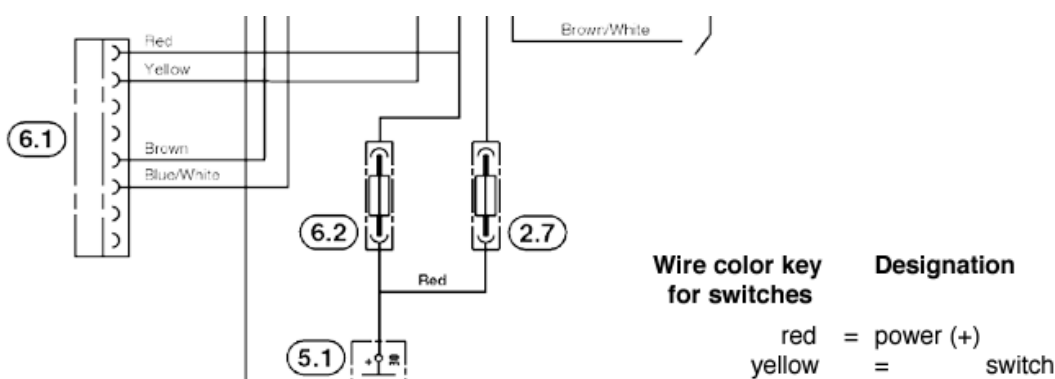 Brown/White
Red
Yellow
6.1
Brown
Blue/White
6.2
2.7
Red
5.1
+
30
Wire color key Designation
for switches
red = power (+)
yellow = switch